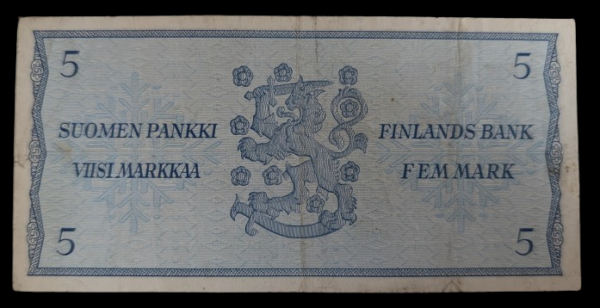 5 5
SUOMEN PANKKI FINLANDS BANK
VIISI MARKKAA FEM MARK
5 5